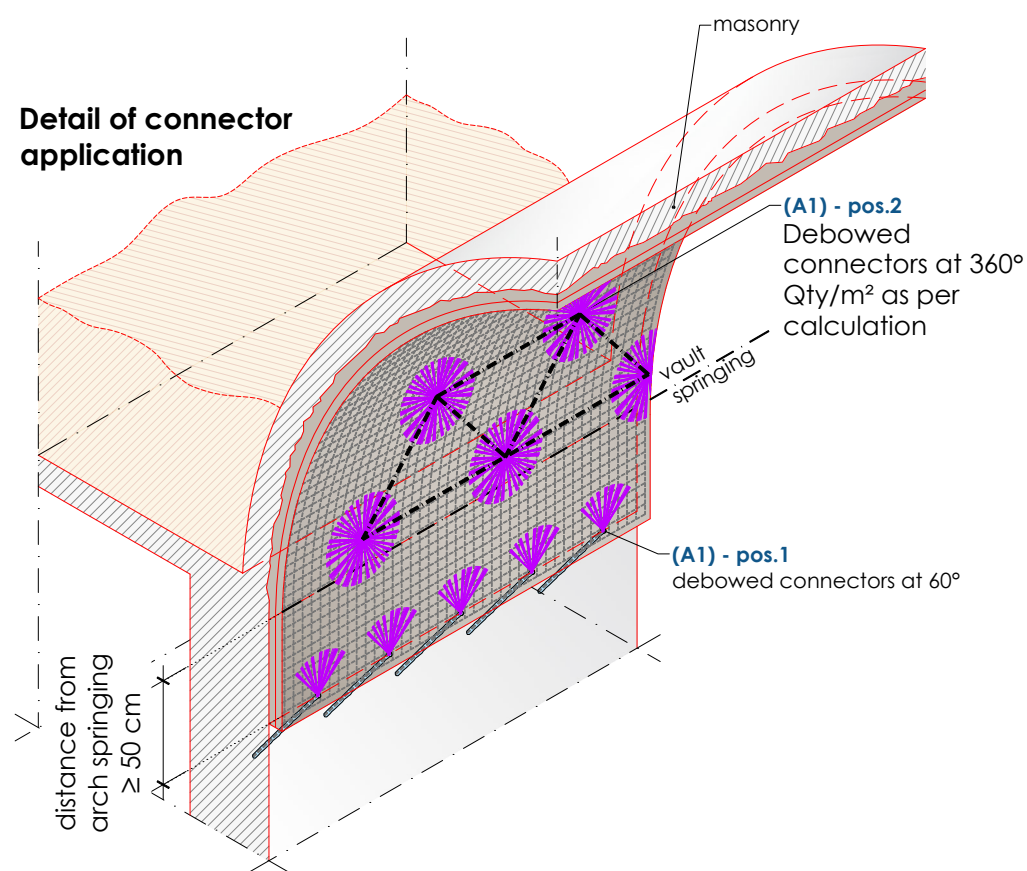 masonry
Detail of connector
application
(A1) - pos.2
Debowed
connectors at 360°
Qty/m² as per
calculation
vault
springing
(A1) - pos.1
debowed connectors at 60°
distance from
arch springing
≥ 50 cm